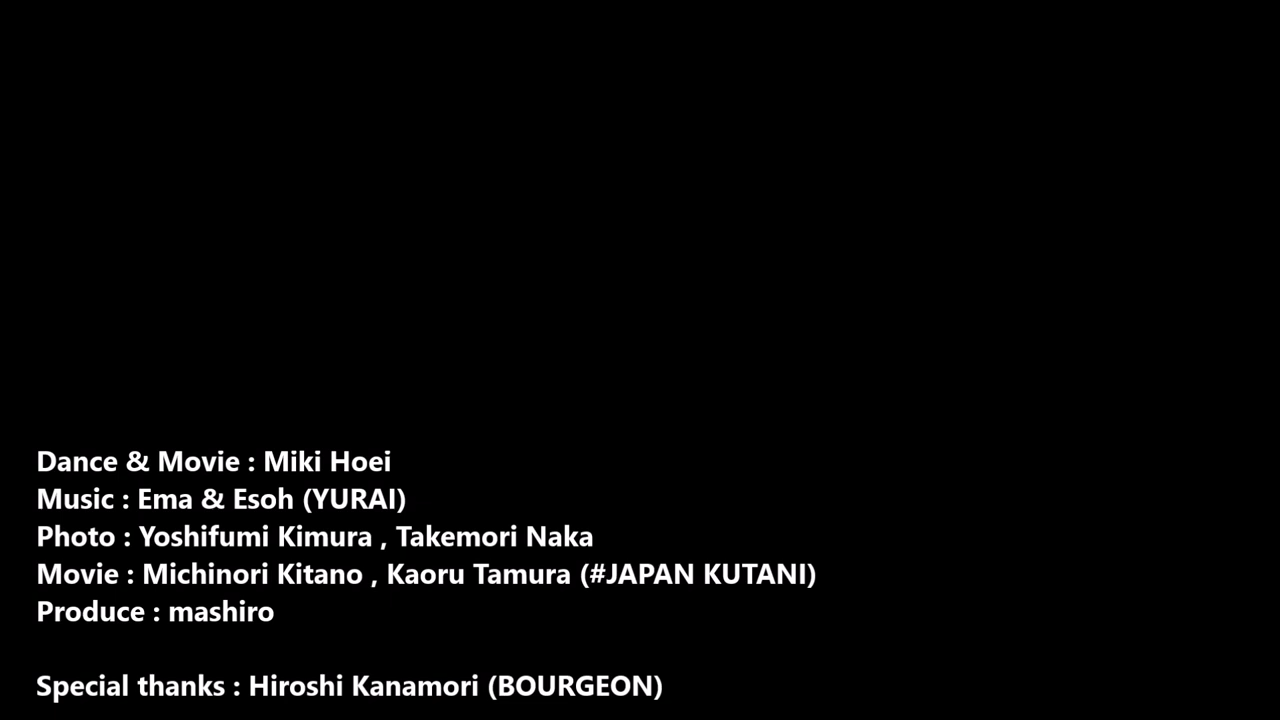 Dance & Movie : Miki Hoei
Music : Ema & Esoh (YURAI)
Photo : Yoshifumi Kimura , Takemori Naka
Movie : Michinori Kitano , Kaoru Tamura (#JAPAN KUTANI)
Produce : mashiro
Special thanks : Hiroshi Kanamori (BOURGEON)